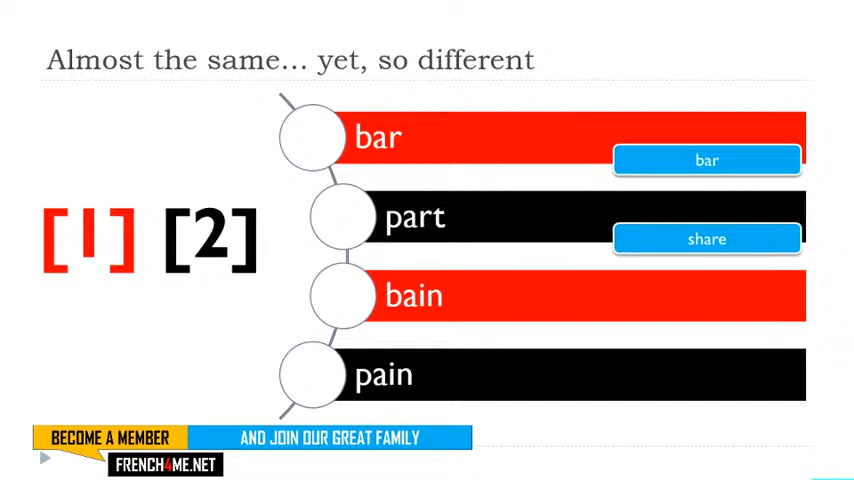 Almost the same... yet, so different
bar
bar
part
share
[1] [2]
bain
pain
BECOME A MEMBER AND JOIN OUR GREAT FAMILY
FRENCH4ME.NET